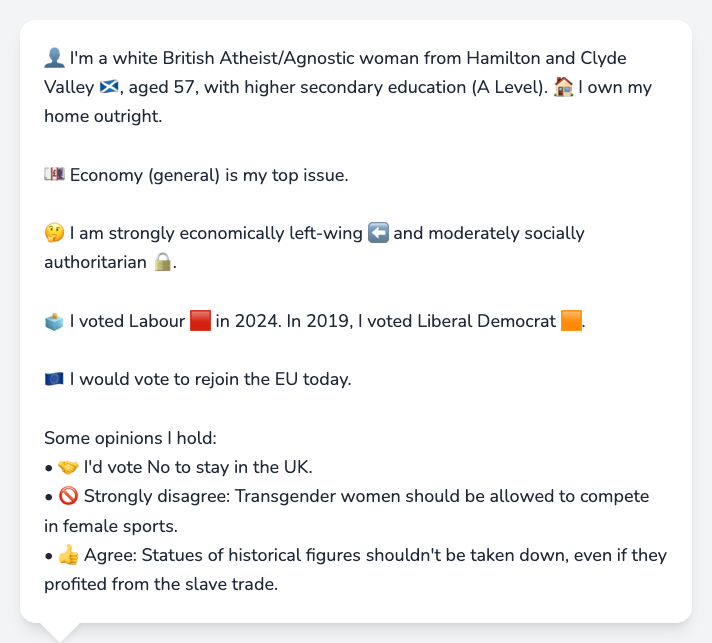 👤 I'm a white British Atheist/Agnostic woman from Hamilton and Clyde
Valley 🏴󠁧󠁢󠁳󠁣󠁴󠁿, aged 57, with higher secondary education (A Level). 🏠 I own my
home outright.
💷 Economy (general) is my top issue.
🤔 I am strongly economically left-wing ⬅️ and moderately socially
authoritarian 🔒.
🗳️ I voted Labour 🟥 in 2024. In 2019, I voted Liberal Democrat 🟧.
🇪🇺 I would vote to rejoin the EU today.
Some opinions I hold:
• 🤝 I'd vote No to stay in the UK.
• 🚫 Strongly disagree: Transgender women should be allowed to compete
in female sports.
• 👍 Agree: Statues of historical figures shouldn't be taken down, even if they
profited from the slave trade.